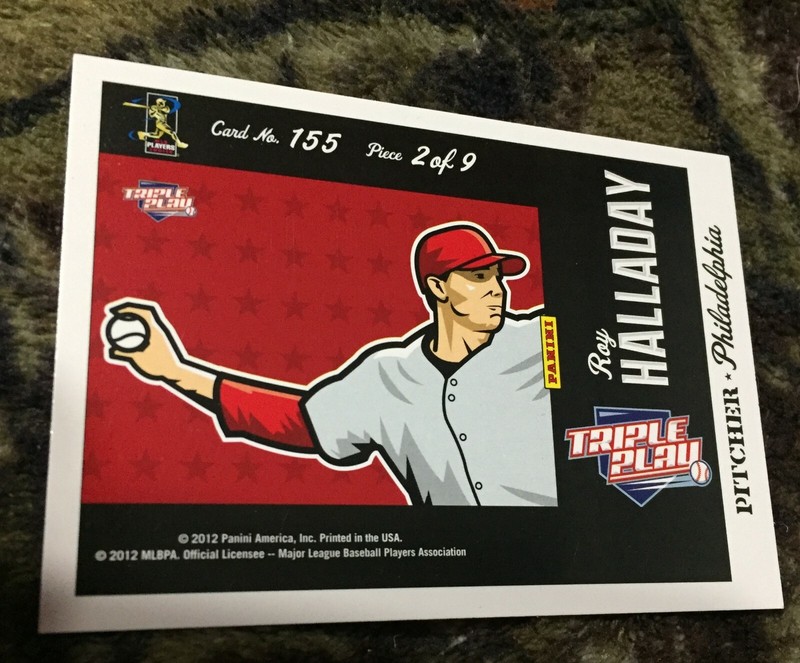 PLAYERS
Card No. 155 Piece 2 of 9
TRIPLE PLAY
PANINI
Roy
HALLADAY
TRIPLE PLAY
PITCHER ★ Philadelphia
© 2012 Panini America, Inc. Printed in the USA.
© 2012 MLBPA. Official Licensee -- Major League Baseball Players Association